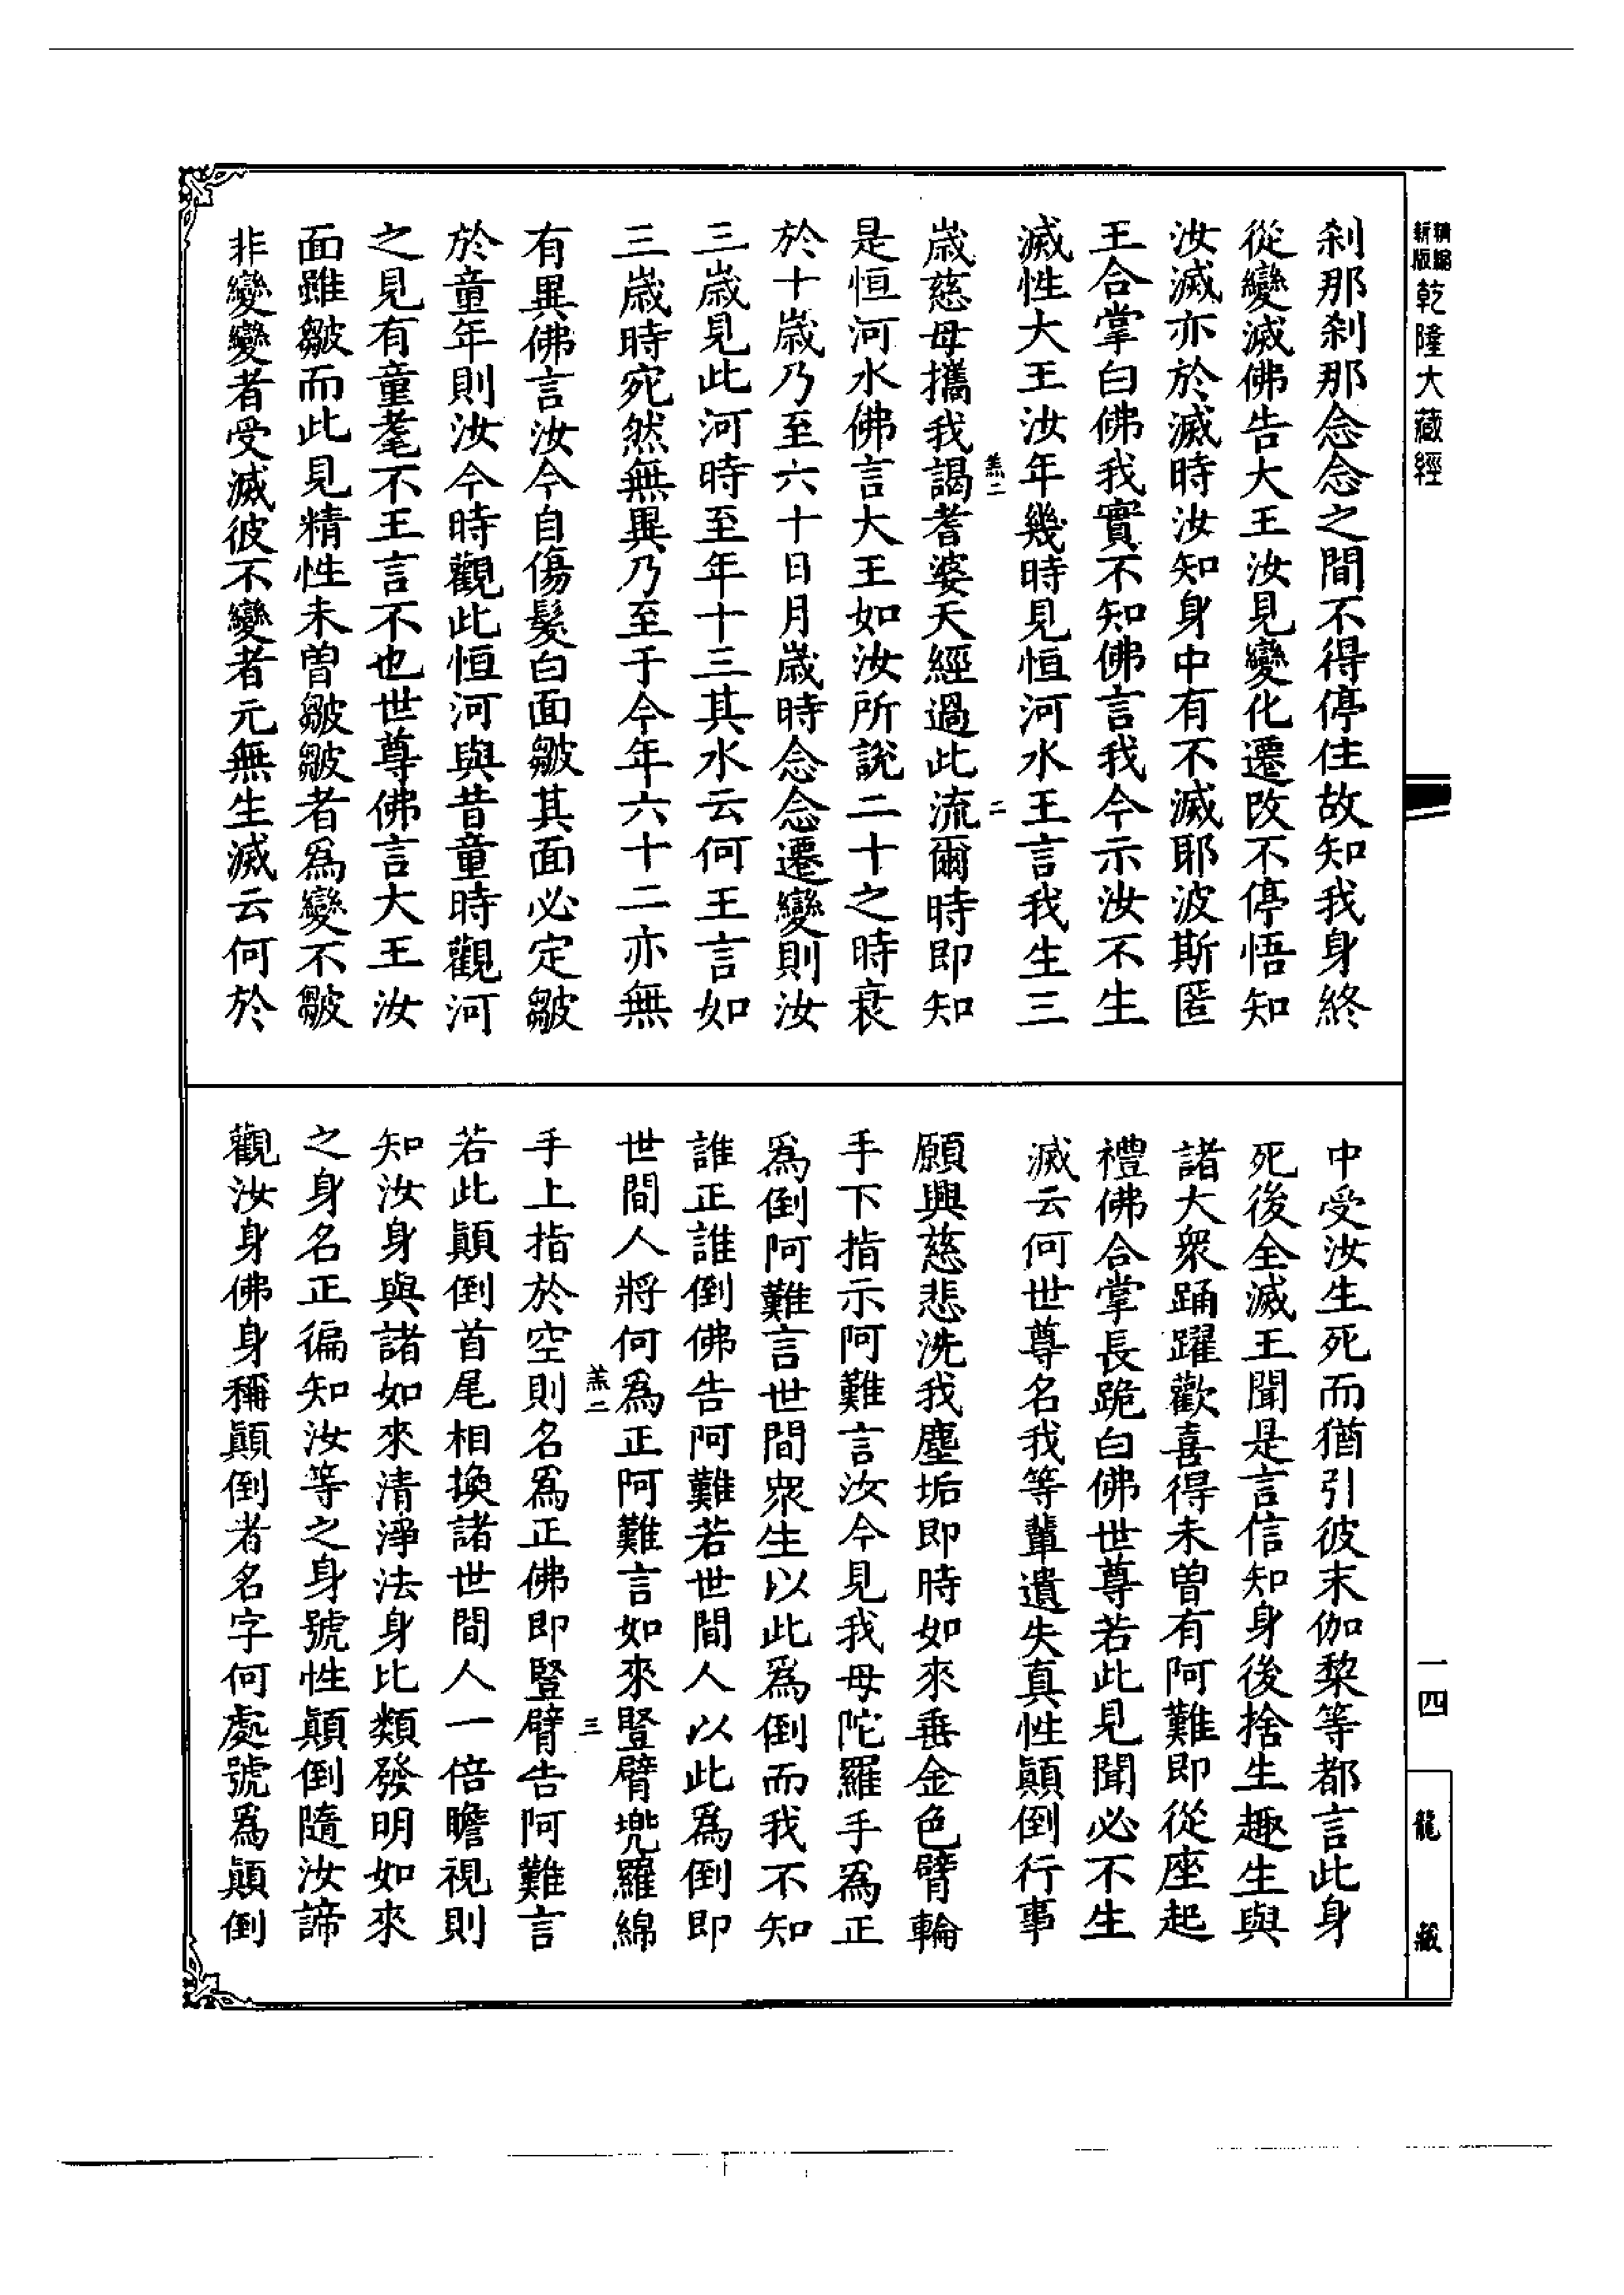 新版精縮乾隆大藏經
剎那剎那念念之間不得停住故知我身終
從變滅佛告大王汝見變化遷改不停悟知
汝滅亦於滅時汝知身中有不滅耶波斯匿
王合掌白佛我實不知佛言我今示汝不生
滅性大王汝年幾時見恒河水王言我生三
羔二 二
歲慈母攜我謁耆婆天經過此流爾時即知
是恒河水佛言大王如汝所說二十之時衰
於十歲乃至六十日月歲時念念遷變則汝
三歲見此河時至年十三其水云何王言如
三歲時宛然無異乃至于今年六十二亦無
有異佛言汝今自傷髮白面皺其面必定皺
於童年則汝今時觀此恒河與昔童時觀河
之見有童耄不王言不也世尊佛言大王汝
面雖皺而此見精性未曾皺皺者爲變不皺
非變變者受滅彼不變者元無生滅云何於
中受汝生死而猶引彼末伽黎等都言此身
死後全滅王聞是言信知身後捨生趣生與
諸大衆踊躍歡喜得未曾有阿難即從座起
禮佛合掌長跪白佛世尊若此見聞必不生
滅云何世尊名我等輩遺失真性顛倒行事
願興慈悲洗我塵垢即時如來垂金色臂輪
手下指示阿難言汝今見我母陀羅手爲正
爲倒阿難言世間衆生以此爲倒而我不知
誰正誰倒佛告阿難若世間人以此爲倒即
世間人將何爲正阿難言如來豎臂兜羅綿
羔二 三
手上指於空則名爲正佛即豎臂告阿難言
若此顛倒首尾相換諸世間人一倍瞻視則
知汝身與諸如來清淨法身比類發明如來
之身名正徧知汝等之身號性顛倒隨汝諦
觀汝身佛身稱顛倒者名字何處號爲顛倒
一四
龍藏